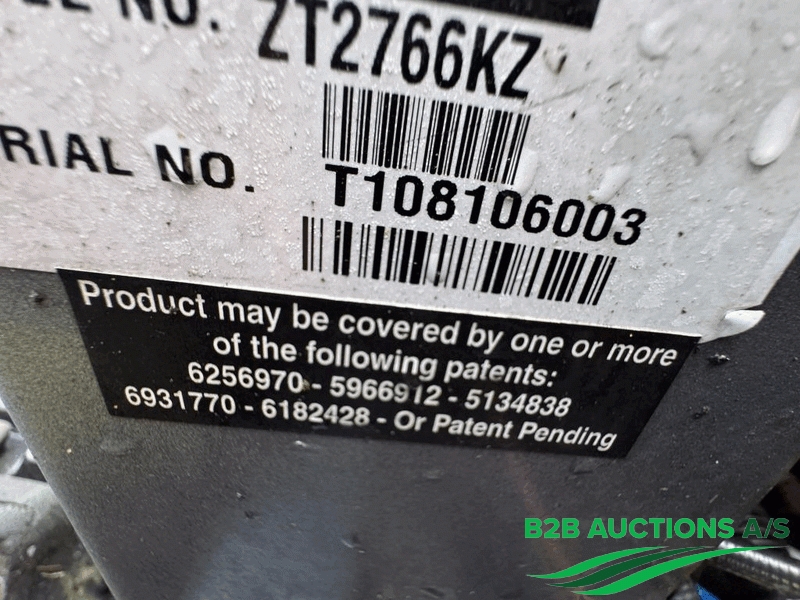 NO. ZT2766KZ
NO. T108106003
Product may be covered by one or more
of the following patents:
6256970 - 5966912 - 5134838
6931770 - 6182428 - Or Patent Pending
B2B AUCTIONS A/S